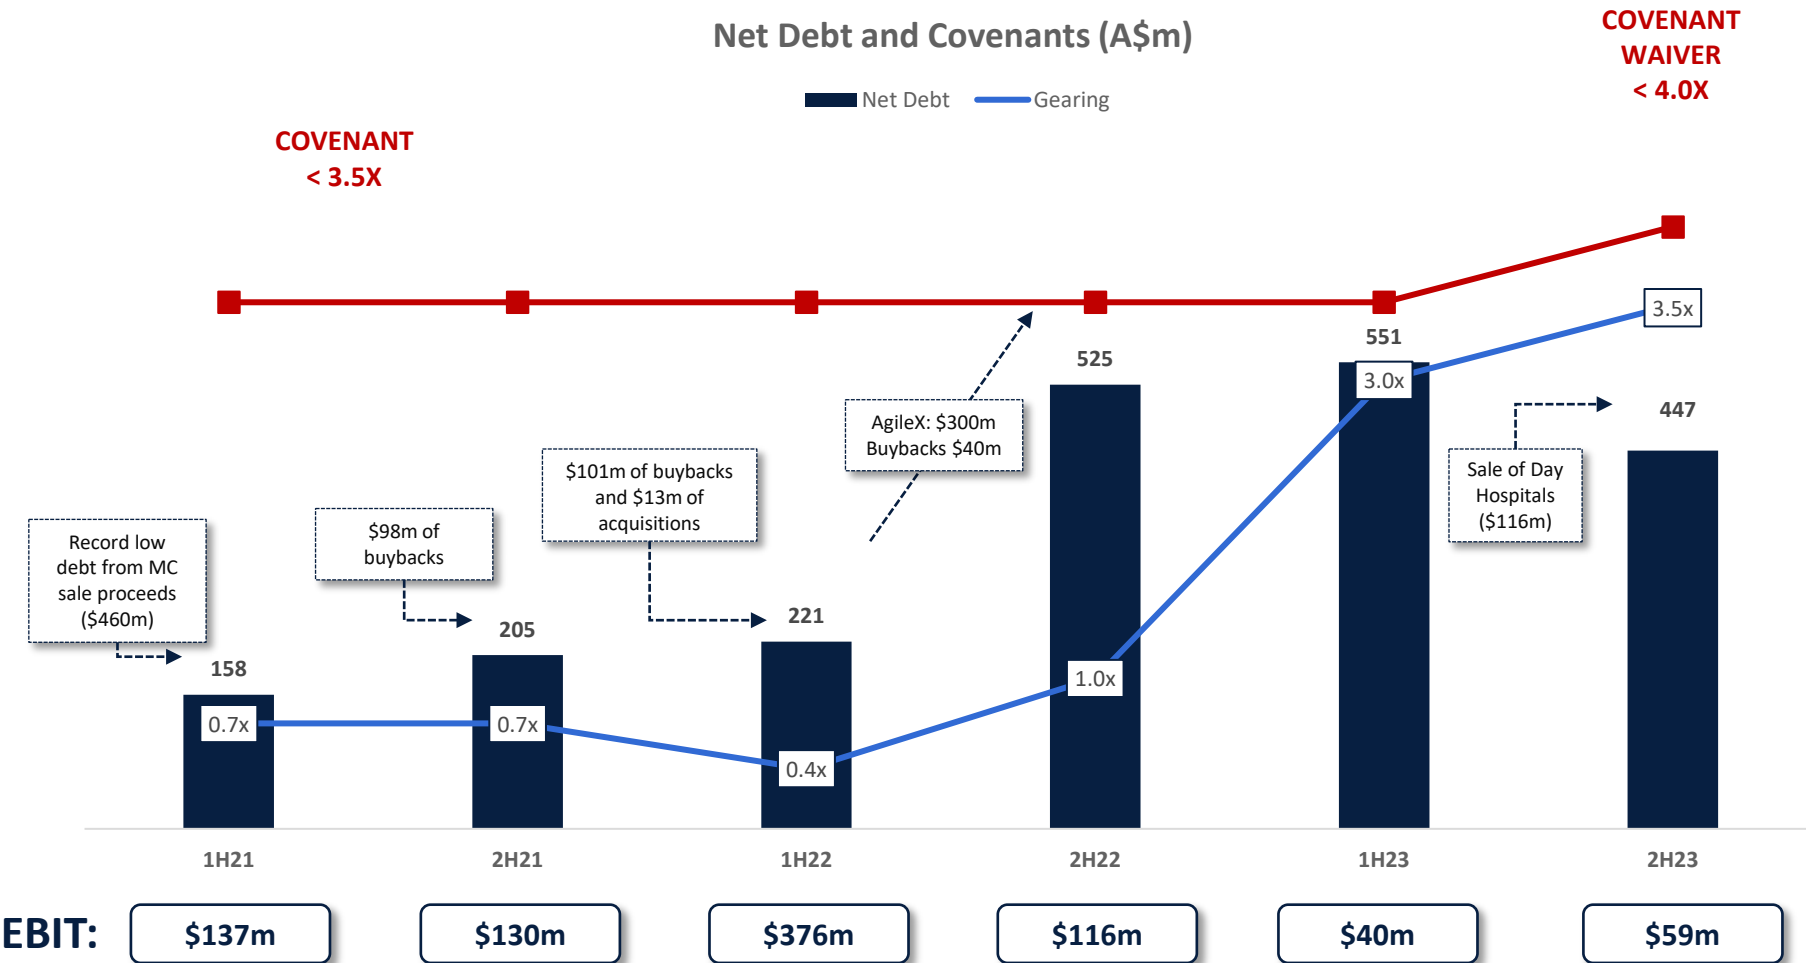 Net Debt and Covenants (A$m)
Net Debt
Gearing
COVENANT
WAIVER
< 4.0X
COVENANT
< 3.5X
Record low
debt from MC
sale proceeds
($460m)
$98m of
buybacks
$101m of buybacks
and $13m of
acquisitions
AgileX: $300m
Buybacks $40m
Sale of Day
Hospitals
($116m)
158
205
221
525
551
447
0.7x
0.7x
0.4x
1.0x
3.0x
3.5x
1H21
2H21
1H22
2H22
1H23
2H23
EBIT:
$137m
$130m
$376m
$116m
$40m
$59m